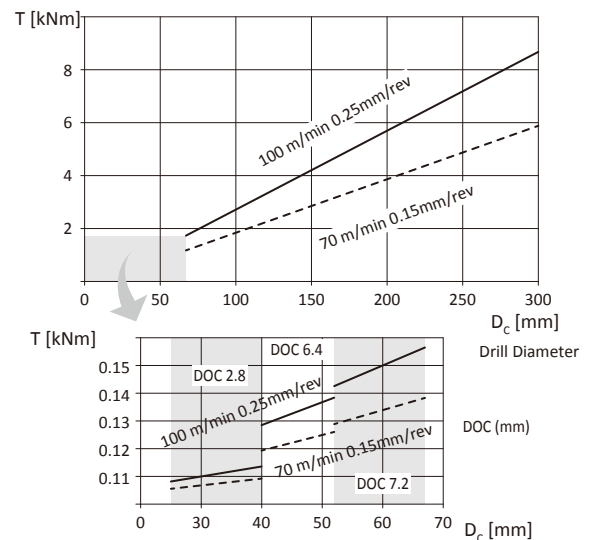 T [kNm]
8
6
4
2
100 m/min 0.25mm/rev
70 m/min 0.15mm/rev
0 50 100 150 200 250 300
D_c [mm]
Drill Diameter
T [kNm]
0.15
0.14
0.13
0.12
0.11
DOC 2.8
DOC 6.4
DOC 7.2
100 m/min 0.25mm/rev
70 m/min 0.15mm/rev
DOC (mm)
0 30 40 50 60 70
D_c [mm]